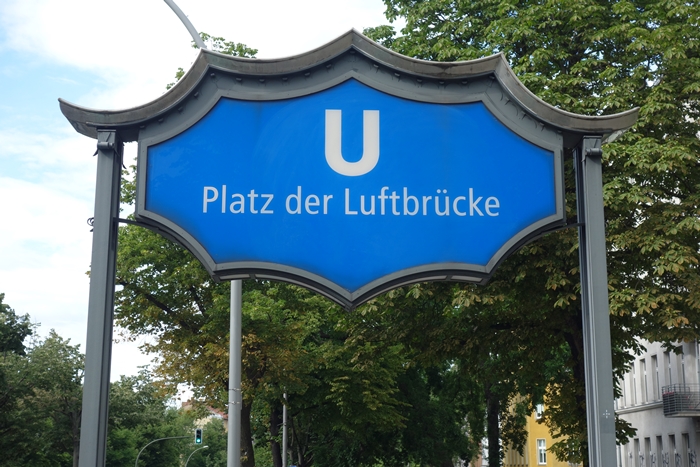 U
Platz der Luftbrücke